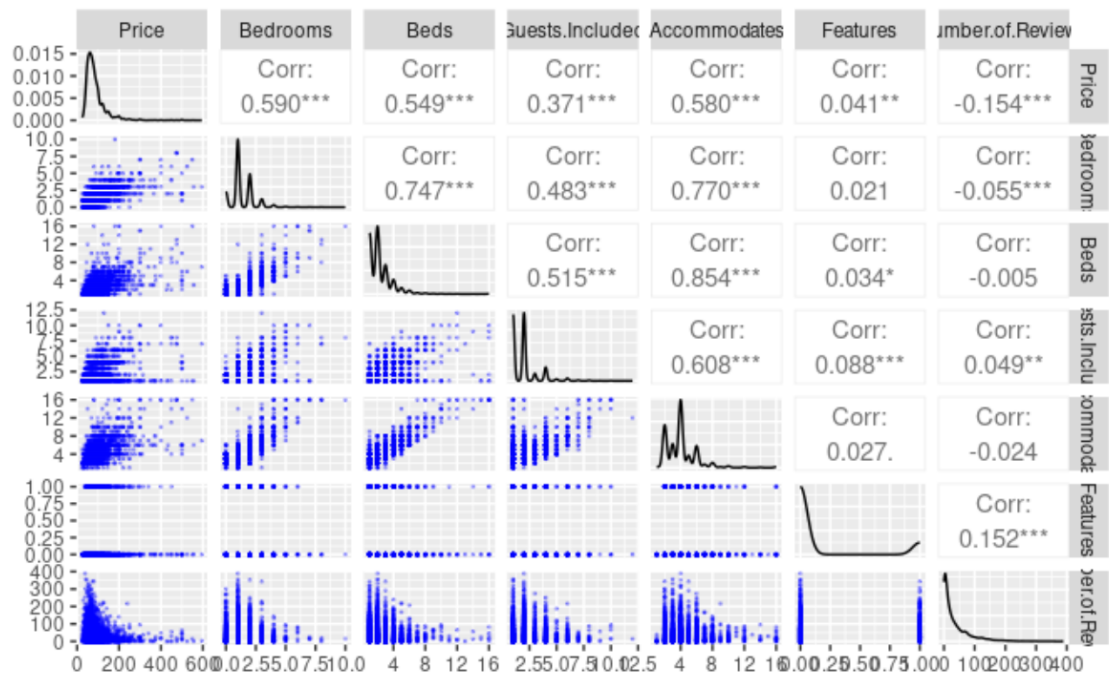 Price Bedrooms Beds Guests.Included Accommodates Features umber.of.Review
0.015
0.010
0.005
0.000
Corr:
0.590***
Corr:
0.549***
Corr:
0.371***
Corr:
0.580***
Corr:
0.041**
Corr:
-0.154***
Price
10.0
7.5
5.0
2.5
0.0
Corr:
0.747***
Corr:
0.483***
Corr:
0.770***
Corr:
0.021
Corr:
-0.055***
Bedrooms
16
12
8
4
Corr:
0.515***
Corr:
0.854***
Corr:
0.034*
Corr:
-0.005
Beds
12.5
10.0
7.5
5.0
2.5
Corr:
0.608***
Corr:
0.088***
Corr:
0.049**
sts.Inclu
16
12
8
4
Corr:
0.027.
Corr:
-0.024
commoda
1.00
0.75
0.50
0.25
0.00
Corr:
0.152***
Features
400
300
200
100
0
ber.of.Re
0 200 400 600 0.0 2.5 5.0 7.5 10.0 4 8 12 16 2.5 5.0 7.5 10.0 12.5 4 8 12 16 0.00 0.25 0.50 0.75 1.00 0 100 200 300 400